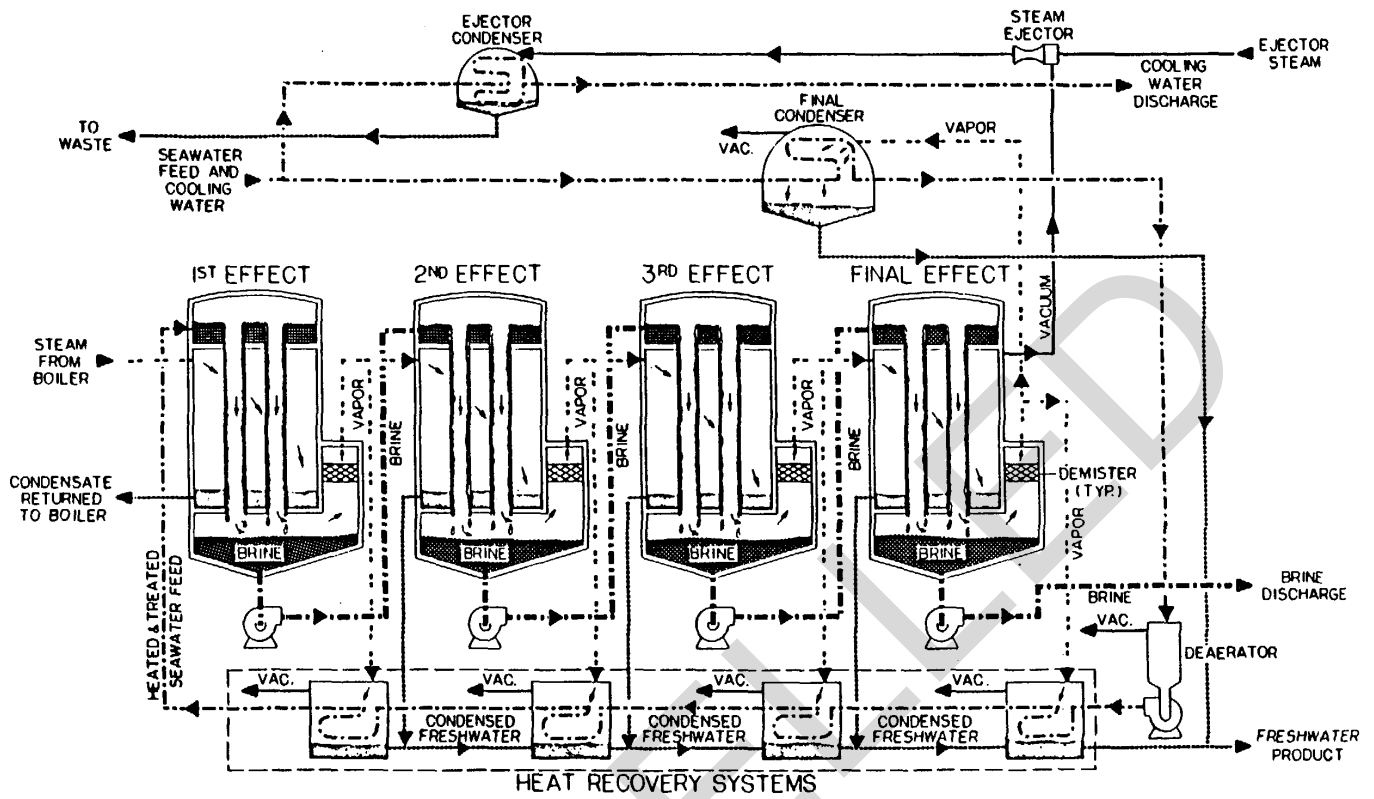 EJECTOR
CONDENSER
STEAM
EJECTOR
EJECTOR
STEAM
COOLING
WATER
DISCHARGE
FINAL
CONDENSER
VAPOR
VAC.
TO
WASTE
SEAWATER
FEED AND
COOLING
WATER
1ST EFFECT
2ND EFFECT
3RD EFFECT
FINAL EFFECT
VACUUM
STEAM
FROM
BOILER
VAPOR
BRINE
VAPOR
BRINE
VAPOR
BRINE
DEMISTER
(TYP.)
VAPOR
CONDENSATE
RETURNED
TO BOILER
BRINE
BRINE
BRINE
BRINE
HEATED & TREATED
SEAWATER FEED
BRINE
BRINE
DISCHARGE
VAC.
DEAERATOR
VAC.
VAC.
VAC.
VAC.
CONDENSED
FRESHWATER
CONDENSED
FRESHWATER
CONDENSED
FRESHWATER
FRESHWATER
PRODUCT
HEAT RECOVERY SYSTEMS
ELLED